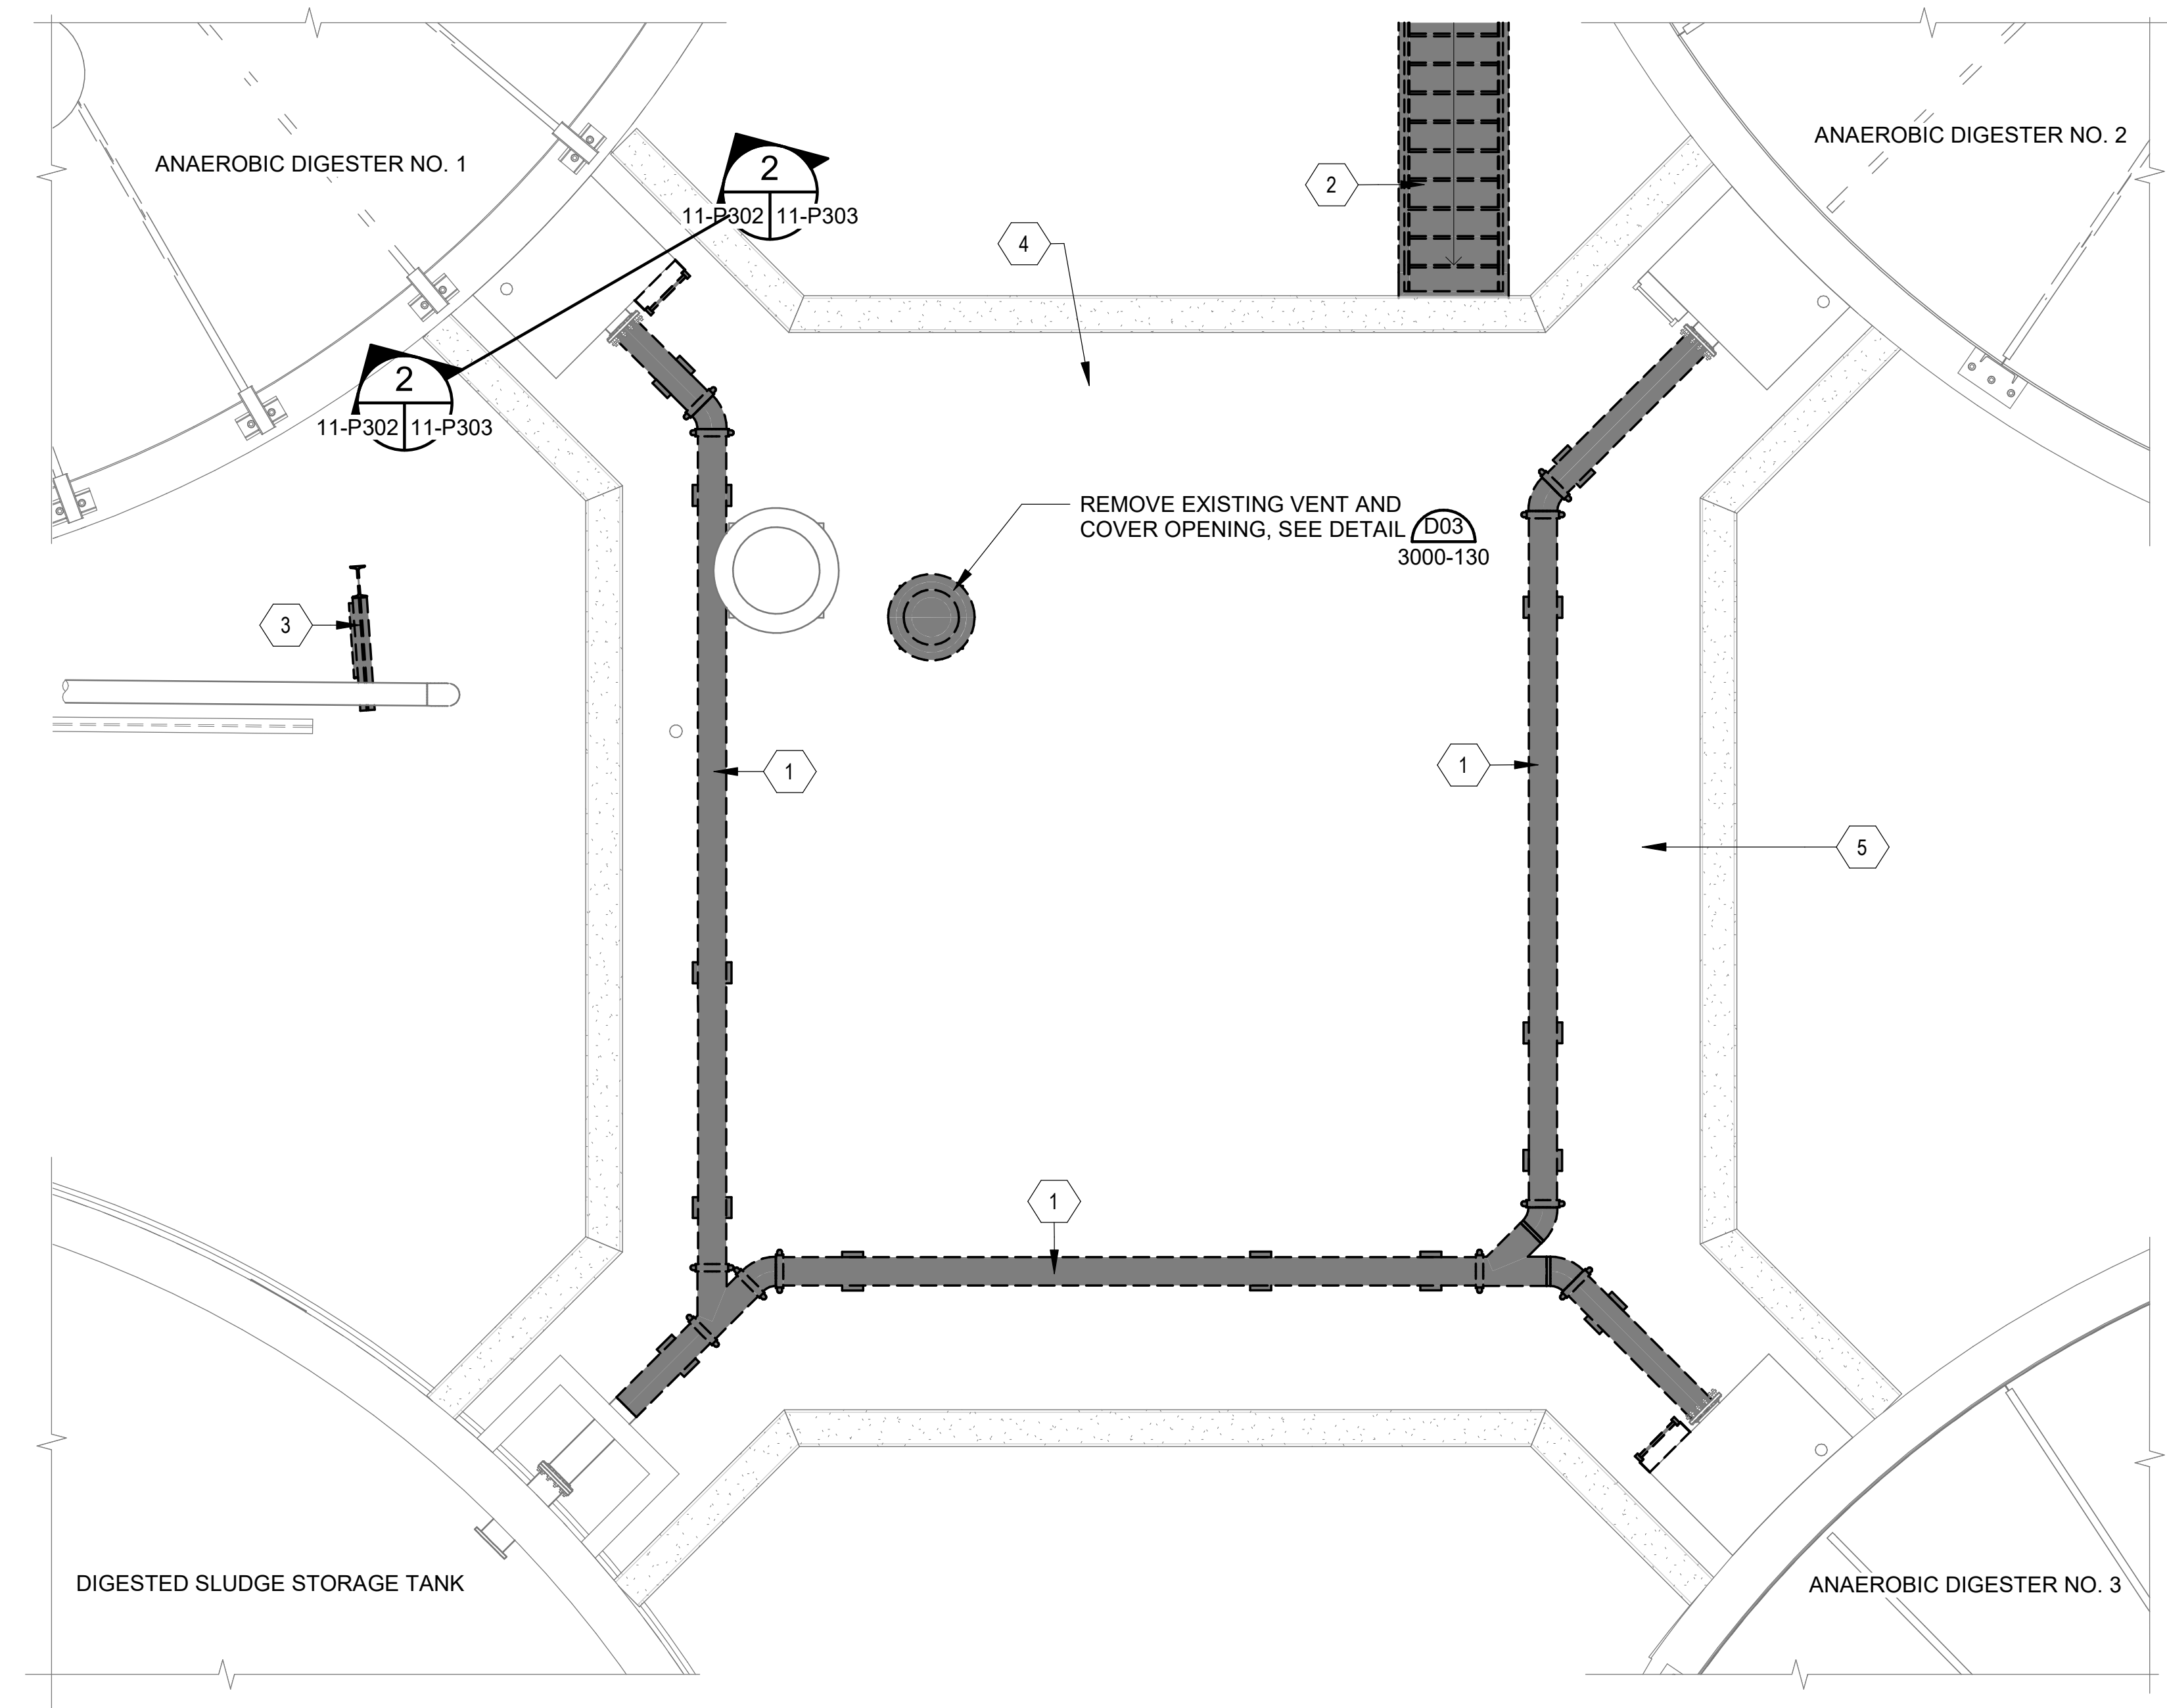 ANAEROBIC DIGESTER NO. 1
ANAEROBIC DIGESTER NO. 2
2
11-P302 11-P303
2
4
2
11-P302 11-P303
REMOVE EXISTING VENT AND
COVER OPENING, SEE DETAIL D03
3000-130
3
1
1
5
1
DIGESTED SLUDGE STORAGE TANK
ANAEROBIC DIGESTER NO. 3